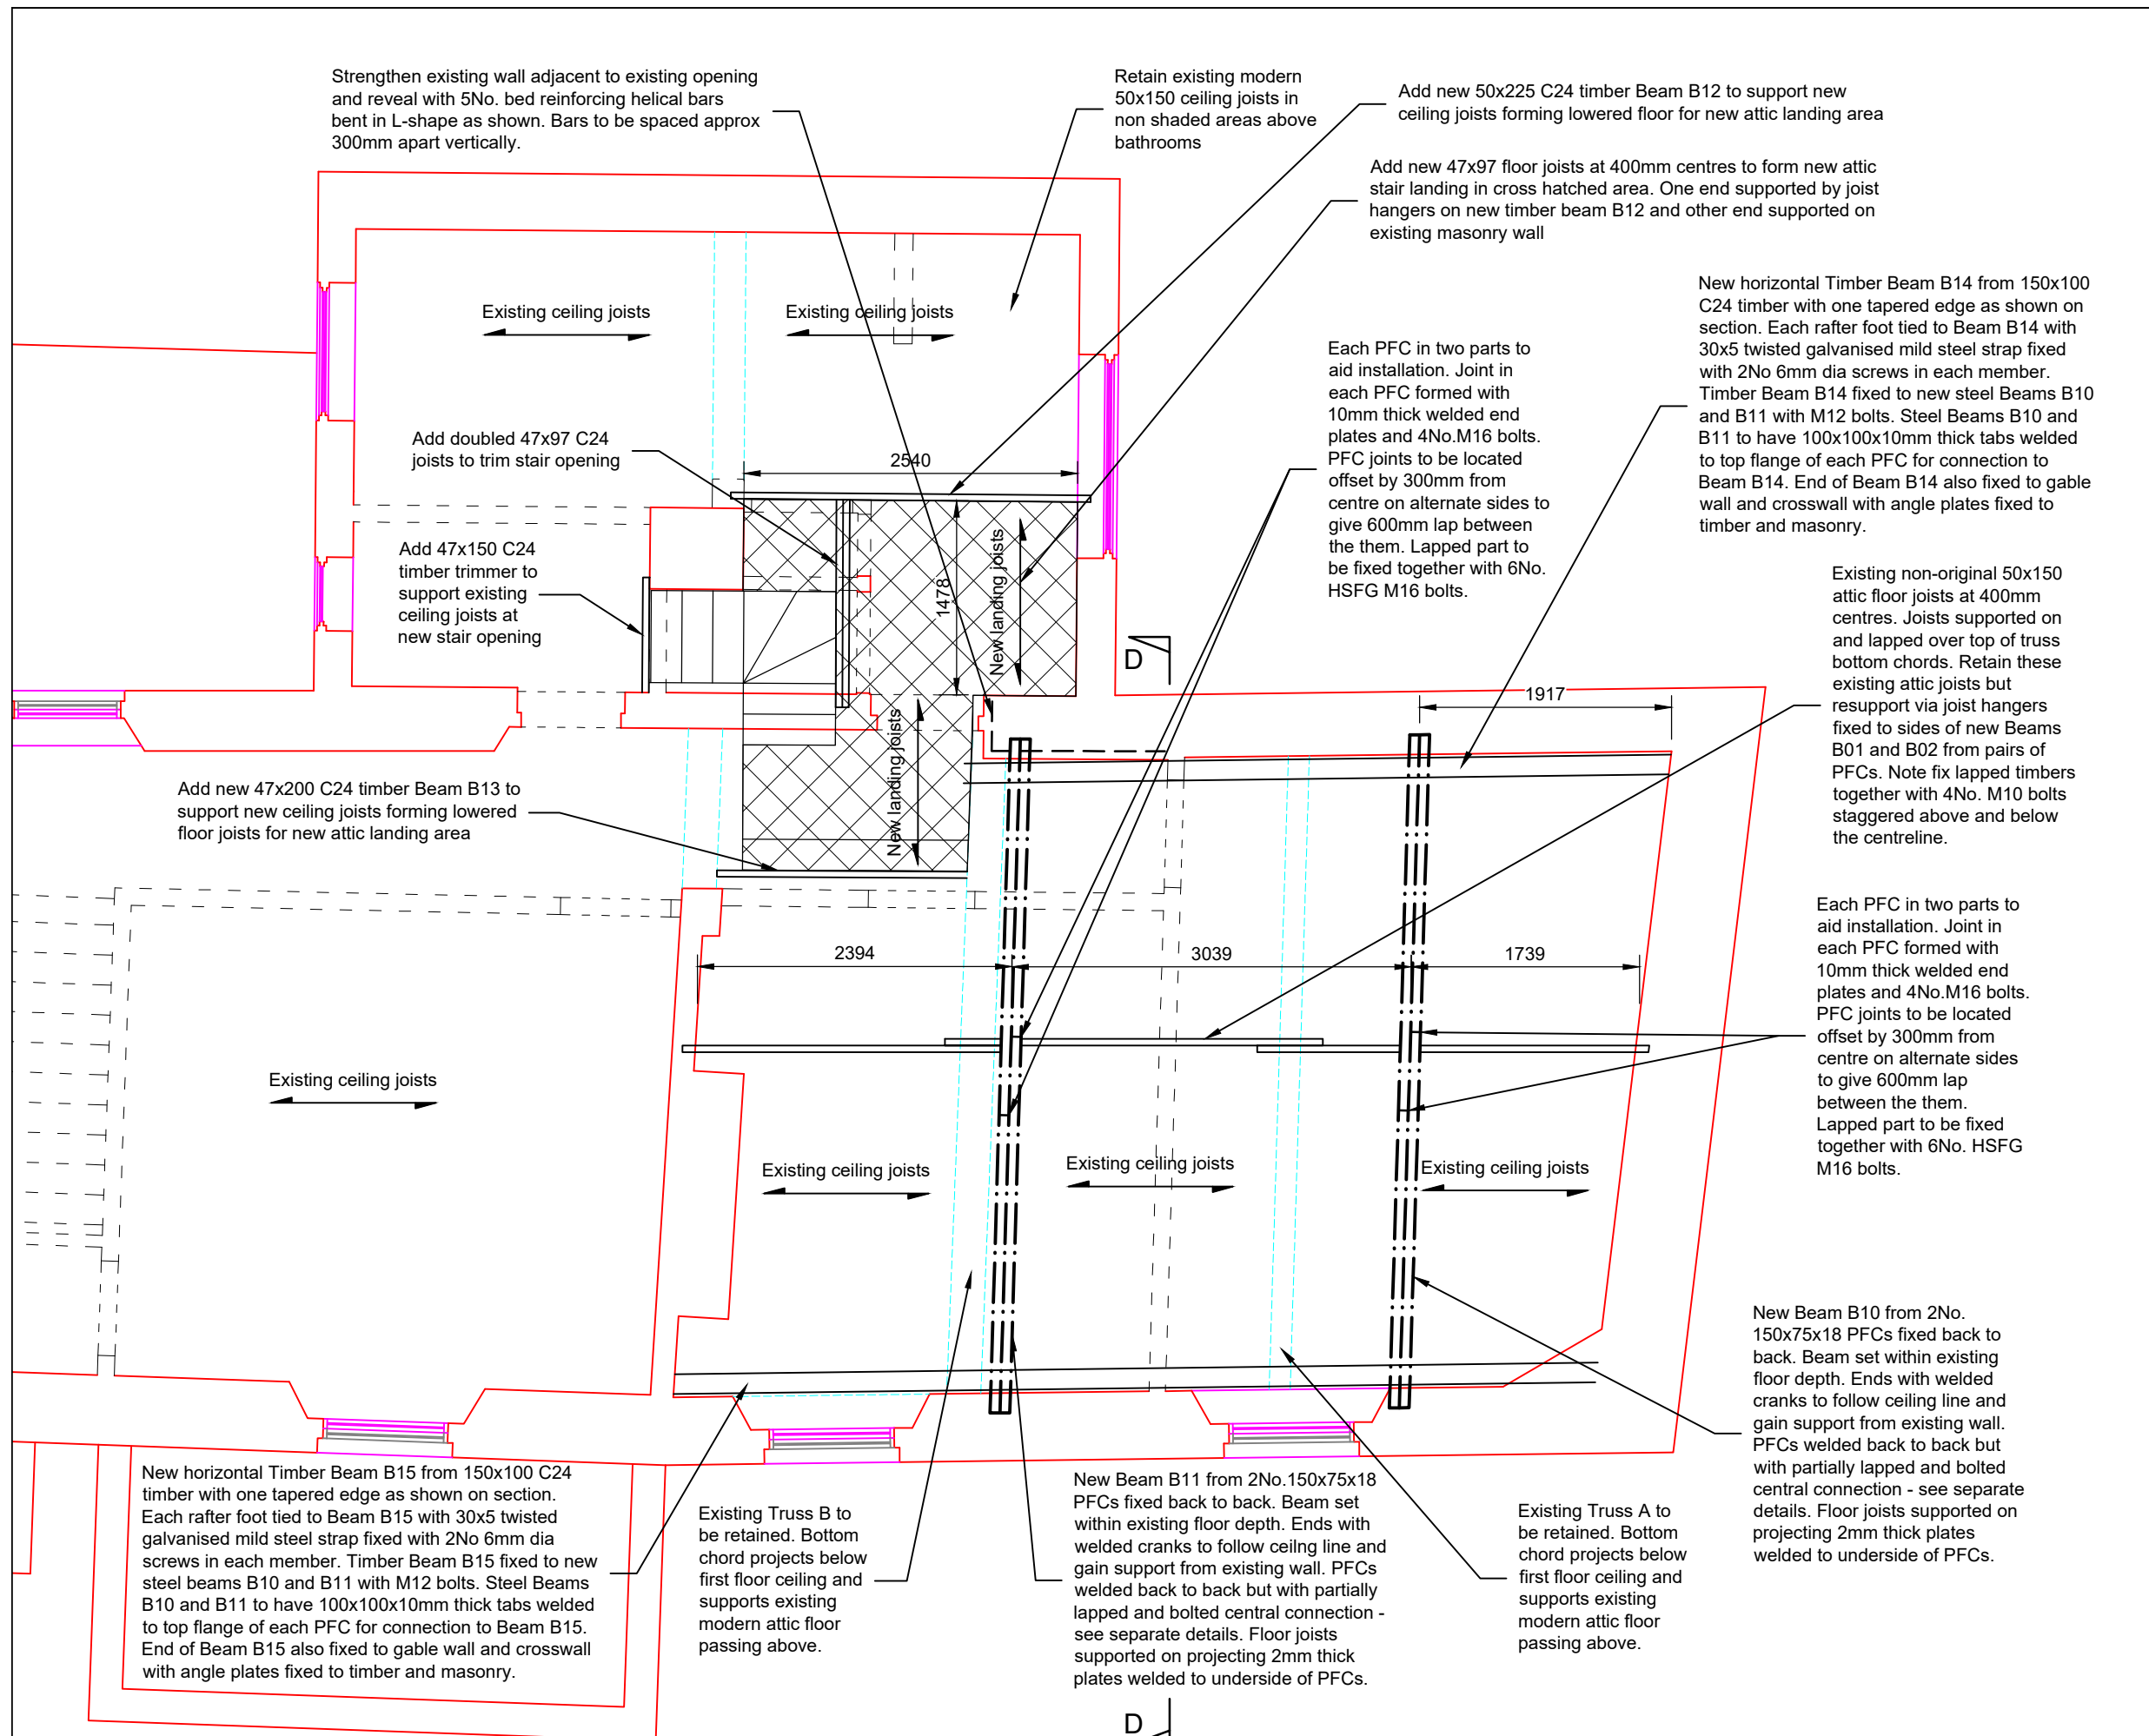 Strengthen existing wall adjacent to existing opening
and reveal with 5No. bed reinforcing helical bars
bent in L-shape as shown. Bars to be spaced approx
300mm apart vertically.
Retain existing modern
50x150 ceiling joists in
non shaded areas above
bathrooms
Add new 50x225 C24 timber Beam B12 to support new
ceiling joists forming lowered floor for new attic landing area
Add new 47x97 floor joists at 400mm centres to form new attic
stair landing in cross hatched area. One end supported by joist
hangers on new timber beam B12 and other end supported on
existing masonry wall
New horizontal Timber Beam B14 from 150x100
C24 timber with one tapered edge as shown on
section. Each rafter foot tied to Beam B14 with
30x5 twisted galvanised mild steel strap fixed
with 2No 6mm dia screws in each member.
Timber Beam B14 fixed to new steel Beams B10
and B11 with M12 bolts. Steel Beams B10 and
B11 to have 100x100x10mm thick tabs welded
to top flange of each PFC for connection to
Beam B14. End of Beam B14 also fixed to gable
wall and crosswall with angle plates fixed to
timber and masonry.
Existing ceiling joists
Existing ceiling joists
Each PFC in two parts to
aid installation. Joint in
each PFC formed with
10mm thick welded end
plates and 4No.M16 bolts.
PFC joints to be located
offset by 300mm from
centre on alternate sides to
give 600mm lap between
the them. Lapped part to
be fixed together with 6No.
HSFG M16 bolts.
Add doubled 47x97 C24
joists to trim stair opening
2540
Add 47x150 C24
timber trimmer to
support existing
ceiling joists at
new stair opening
1478
New landing joists
D
Existing non-original 50x150
attic floor joists at 400mm
centres. Joists supported on
and lapped over top of truss
bottom chords. Retain these
existing attic joists but
resupport via joist hangers
fixed to sides of new Beams
B01 and B02 from pairs of
PFCs. Note fix lapped timbers
together with 4No. M10 bolts
staggered above and below
the centreline.
1917
New landing joists
Add new 47x200 C24 timber Beam B13 to
support new ceiling joists forming lowered
floor joists for new attic landing area
2394
3039
1739
Each PFC in two parts to
aid installation. Joint in
each PFC formed with
10mm thick welded end
plates and 4No.M16 bolts.
PFC joints to be located
offset by 300mm from
centre on alternate sides
to give 600mm lap
between the them.
Lapped part to be fixed
together with 6No. HSFG
M16 bolts.
Existing ceiling joists
Existing ceiling joists
Existing ceiling joists
Existing ceiling joists
New Beam B10 from 2No.
150x75x18 PFCs fixed back to
back. Beam set within existing
floor depth. Ends with welded
cranks to follow ceiling line and
gain support from existing wall.
PFCs welded back to back but
with partially lapped and bolted
central connection - see separate
details. Floor joists supported on
projecting 2mm thick plates
welded to underside of PFCs.
New horizontal Timber Beam B15 from 150x100 C24
timber with one tapered edge as shown on section.
Each rafter foot tied to Beam B15 with 30x5 twisted
galvanised mild steel strap fixed with 2No 6mm dia
screws in each member. Timber Beam B15 fixed to new
steel beams B10 and B11 with M12 bolts. Steel Beams
B10 and B11 to have 100x100x10mm thick tabs welded
to top flange of each PFC for connection to Beam B15.
End of Beam B15 also fixed to gable wall and crosswall
with angle plates fixed to timber and masonry.
Existing Truss B to
be retained. Bottom
chord projects below
first floor ceiling and
supports existing
modern attic floor
passing above.
New Beam B11 from 2No.150x75x18
PFCs fixed back to back. Beam set
within existing floor depth. Ends with
welded cranks to follow ceilng line and
gain support from existing wall. PFCs
welded back to back but with partially
lapped and bolted central connection -
see separate details. Floor joists
supported on projecting 2mm thick
plates welded to underside of PFCs.
Existing Truss A to
be retained. Bottom
chord projects below
first floor ceiling and
supports existing
modern attic floor
passing above.
D